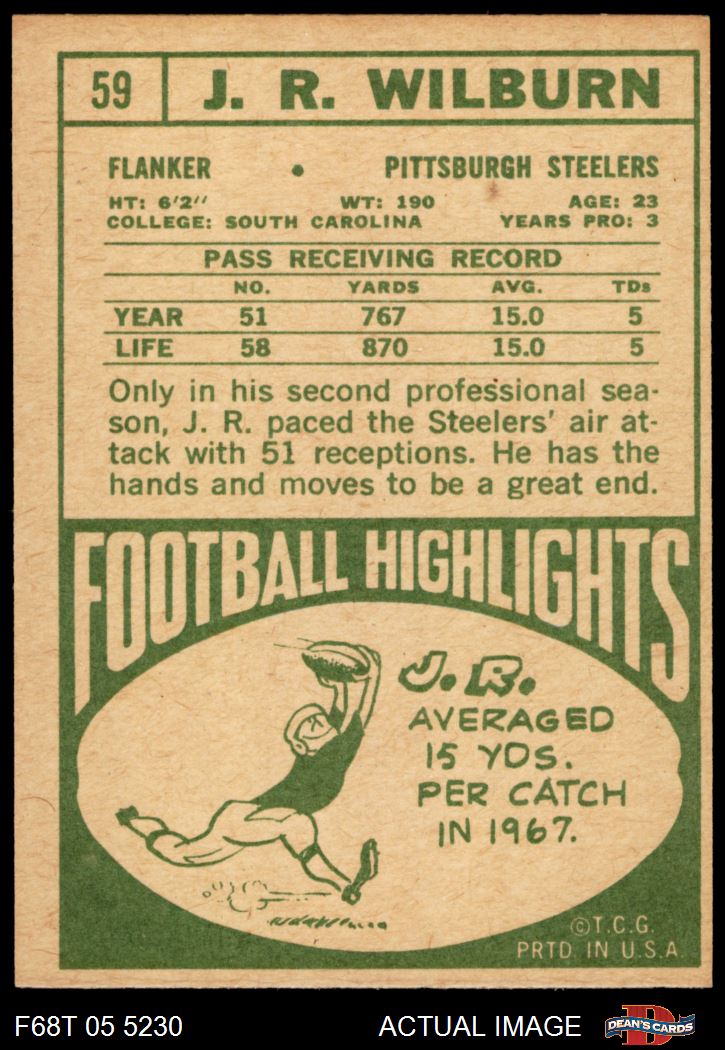 59 J. R. WILBURN
FLANKER • PITTSBURGH STEELERS
HT: 6'2" WT: 190 AGE: 23
COLLEGE: SOUTH CAROLINA YEARS PRO: 3
PASS RECEIVING RECORD
NO. YARDS AVG. TDs
YEAR 51 767 15.0 5
LIFE 58 870 15.0 5
Only in his second professional sea-
son, J. R. paced the Steelers' air at-
tack with 51 receptions. He has the
hands and moves to be a great end.
FOOTBALL HIGHLIGHTS
J. R.
AVERAGED
15 YDS.
PER CATCH
IN 1967.
©T.C.G.
PRTD. IN U.S.A.
F68T 05 5230 ACTUAL IMAGE
D
DEAN'S CARDS